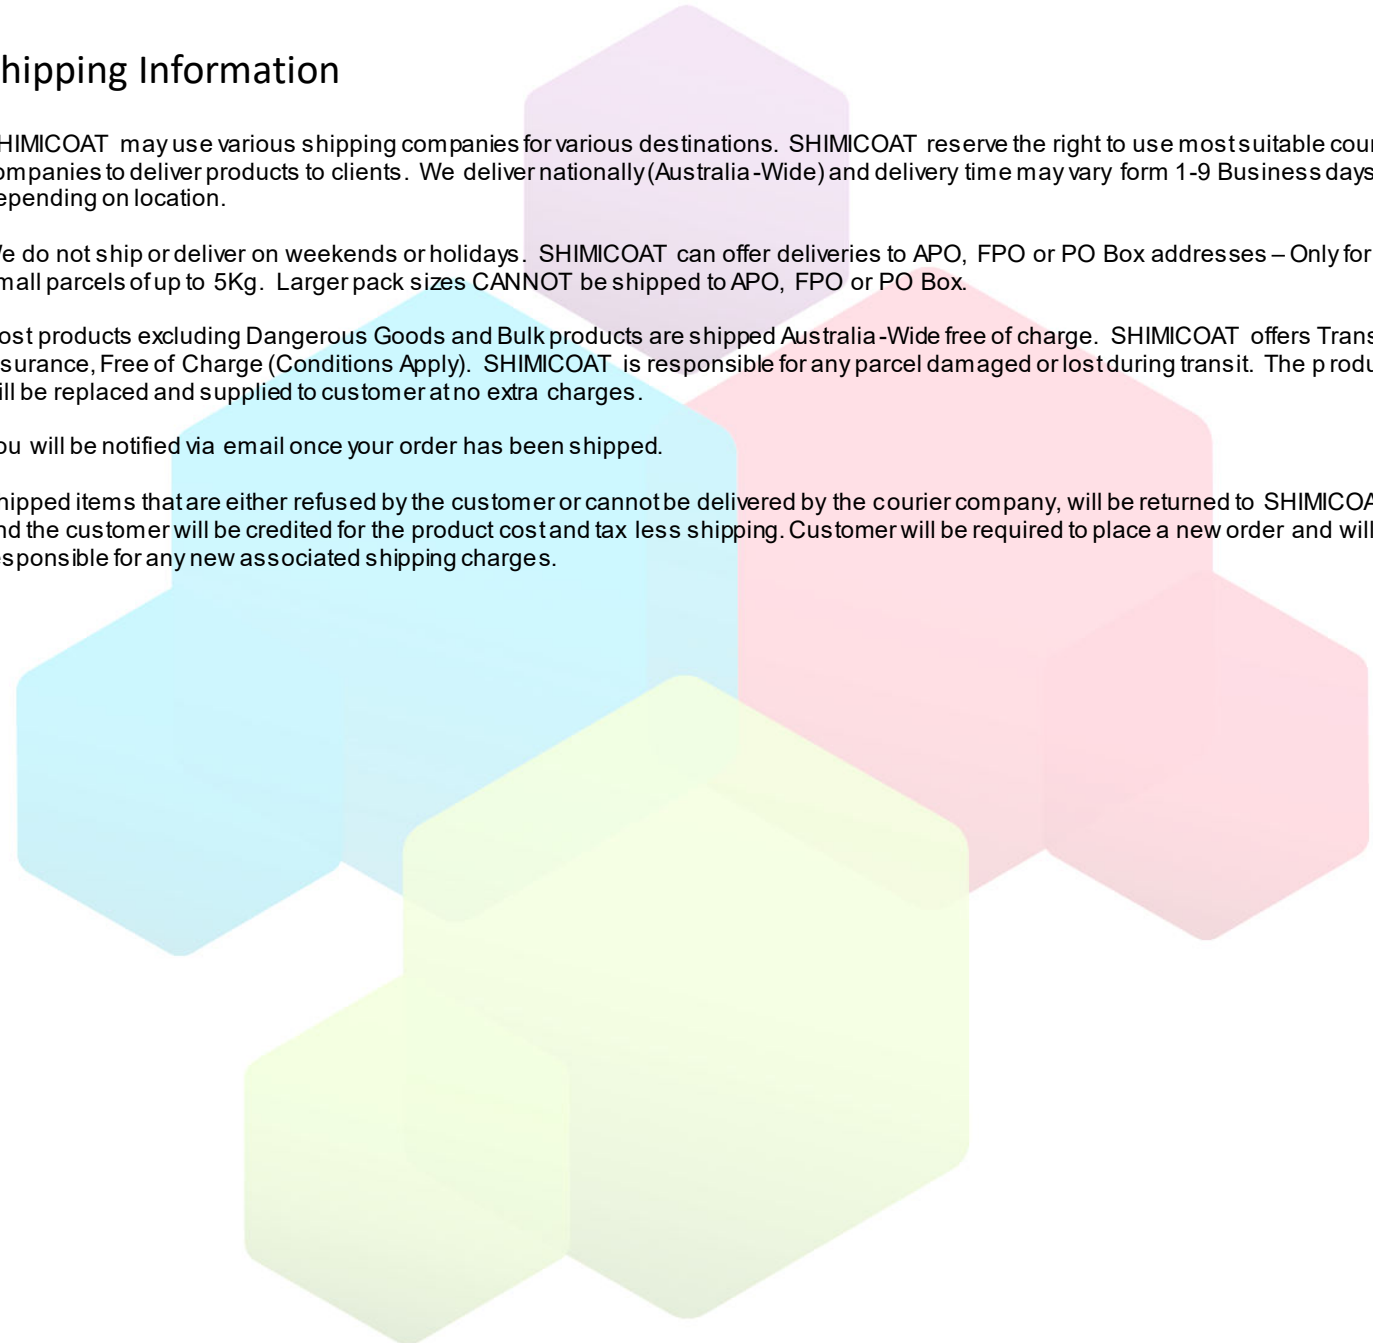 hipping Information
HIMICOAT may use various shipping companies for various destinations. SHIMICOAT reserve the right to use most suitable cour
ompanies to deliver products to clients. We deliver nationally (Australia-Wide) and delivery time may vary form 1-9 Business days
epending on location.
e do not ship or deliver on weekends or holidays. SHIMICOAT can offer deliveries to APO, FPO or PO Box addresses – Only for
mall parcels of up to 5Kg. Larger pack sizes CANNOT be shipped to APO, FPO or PO Box.
ost products excluding Dangerous Goods and Bulk products are shipped Australia-Wide free of charge. SHIMICOAT offers Trans
surance, Free of Charge (Conditions Apply). SHIMICOAT is responsible for any parcel damaged or lost during transit. The produ
ill be replaced and supplied to customer at no extra charges.
ou will be notified via email once your order has been shipped.
hipped items that are either refused by the customer or cannot be delivered by the courier company, will be returned to SHIMICOA
nd the customer will be credited for the product cost and tax less shipping. Customer will be required to place a new order and will
esponsible for any new associated shipping charges.